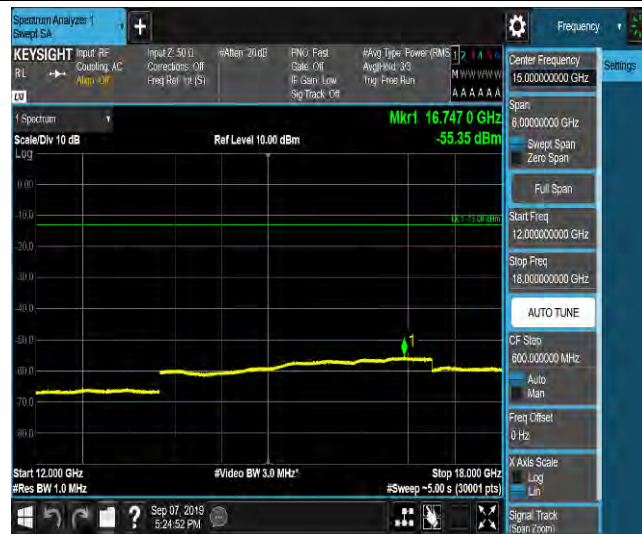 Spectrum Analyzer 1
Swept SA
Frequency
KEYSIGHT
RL
Input: RF
Coupling: AC
Align: Off
Input Z: 50 Ω
Corrections: Off
Freq Ref: Int (S)
#Atten: 20 dB
PNO: Fast
Gate: Off
IF Gain: Low
Sig Track: Off
#Avg Type: Power (RMS
Avg|Hold: 3/3
Trig: Free Run
1 2 3 4 5 6
M W W W W W
A A A A A A
LXI
1 Spectrum
Scale/Div 10 dB
Log
Ref Level 10.00 dBm
Mkr1 16.747 0 GHz
-55.35 dBm
0.00
-10.0
DL1 -13.00 dBm
-20.0
-30.0
-40.0
-50.0
1
-60.0
-70.0
-80.0
Start 12.000 GHz
#Res BW 1.0 MHz
#Video BW 3.0 MHz*
Stop 18.000 GHz
#Sweep ~5.00 s (30001 pts)
?
Sep 07, 2019
5:24:52 PM
Center Frequency
15.000000000 GHz
Settings
Span
6.00000000 GHz
Swept Span
Zero Span
Full Span
Start Freq
12.000000000 GHz
Stop Freq
18.000000000 GHz
AUTO TUNE
CF Step
600.000000 MHz
Auto
Man
Freq Offset
0 Hz
X Axis Scale
Log
Lin
Signal Track
(Span Zoom)